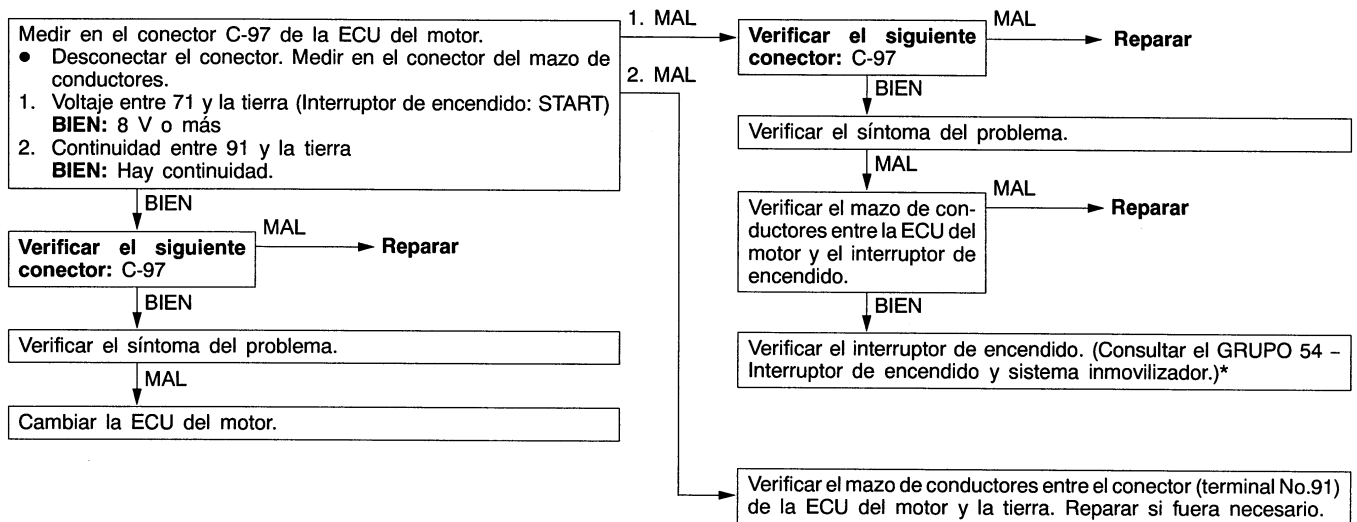 Medir en el conector C-97 de la ECU del motor.
● Desconectar el conector. Medir en el conector del mazo de
conductores.
1. Voltaje entre 71 y la tierra (Interruptor de encendido: START)
BIEN: 8 V o más
2. Continuidad entre 91 y la tierra
BIEN: Hay continuidad.
BIEN
Verificar el siguiente
conector: C-97
MAL
Reparar
BIEN
Verificar el síntoma del problema.
MAL
Cambiar la ECU del motor.
1. MAL
2. MAL
Verificar el siguiente
conector: C-97
MAL
Reparar
BIEN
Verificar el síntoma del problema.
MAL
Verificar el mazo de con-
ductores entre la ECU del
motor y el interruptor de
encendido.
MAL
Reparar
BIEN
Verificar el interruptor de encendido. (Consultar el GRUPO 54 –
Interruptor de encendido y sistema inmovilizador.)*
Verificar el mazo de conductores entre el conector (terminal No.91)
de la ECU del motor y la tierra. Reparar si fuera necesario.